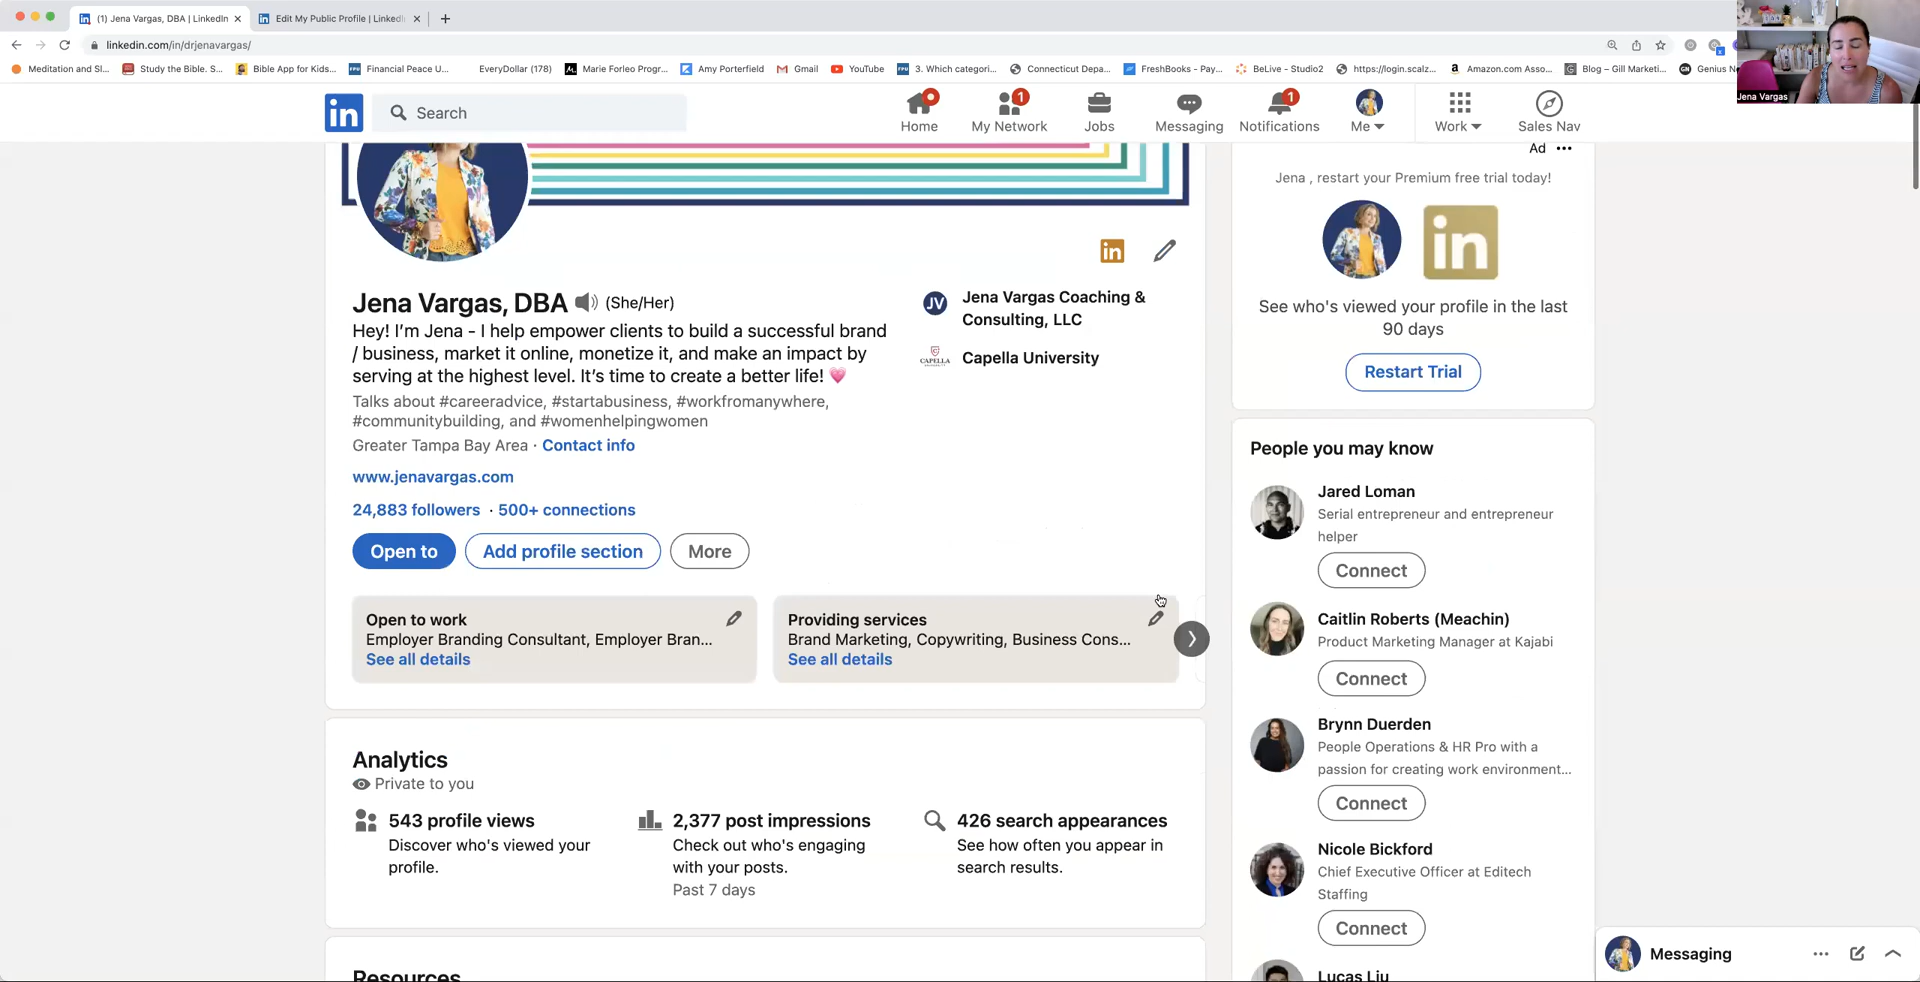 (1) Jena Vargas, DBA | LinkedIn
Edit My Public Profile | LinkedI
linkedin.com/in/drjenavargas/
Meditation and Sl...
Study the Bible. S...
Bible App for Kids...
FPU
Financial Peace U...
EveryDollar (178)
Marie Forleo Progr...
Amy Porterfield
Gmail
YouTube
FPU
3. Which categori...
Connecticut Depa...
FreshBooks - Pay...
BeLive - Studio2
https://login.scalz...
Amazon.com Asso...
Blog – Gill Marketi...
GN
Genius N
Jena Vargas
in
Search
Home
1
My Network
Jobs
Messaging
1
Notifications
Me
Work
Sales Nav
in
Jena Vargas, DBA (She/Her)
Hey! I'm Jena - I help empower clients to build a successful brand
/ business, market it online, monetize it, and make an impact by
serving at the highest level. It's time to create a better life! 💗
Talks about #careeradvice, #startabusiness, #workfromanywhere,
#communitybuilding, and #womenhelpingwomen
Greater Tampa Bay Area · Contact info
www.jenavargas.com
24,883 followers · 500+ connections
Open to
Add profile section
More
JV
Jena Vargas Coaching &
Consulting, LLC
CAPELLA
Capella University
Open to work
Employer Branding Consultant, Employer Bran...
See all details
Providing services
Brand Marketing, Copywriting, Business Cons...
See all details
Analytics
Private to you
543 profile views
Discover who's viewed your
profile.
2,377 post impressions
Check out who's engaging
with your posts.
Past 7 days
426 search appearances
See how often you appear in
search results.
Resources
Ad
Jena , restart your Premium free trial today!
in
See who's viewed your profile in the last
90 days
Restart Trial
People you may know
Jared Loman
Serial entrepreneur and entrepreneur
helper
Connect
Caitlin Roberts (Meachin)
Product Marketing Manager at Kajabi
Connect
Brynn Duerden
People Operations & HR Pro with a
passion for creating work environment...
Connect
Nicole Bickford
Chief Executive Officer at Editech
Staffing
Connect
Lucas Liu
Messaging